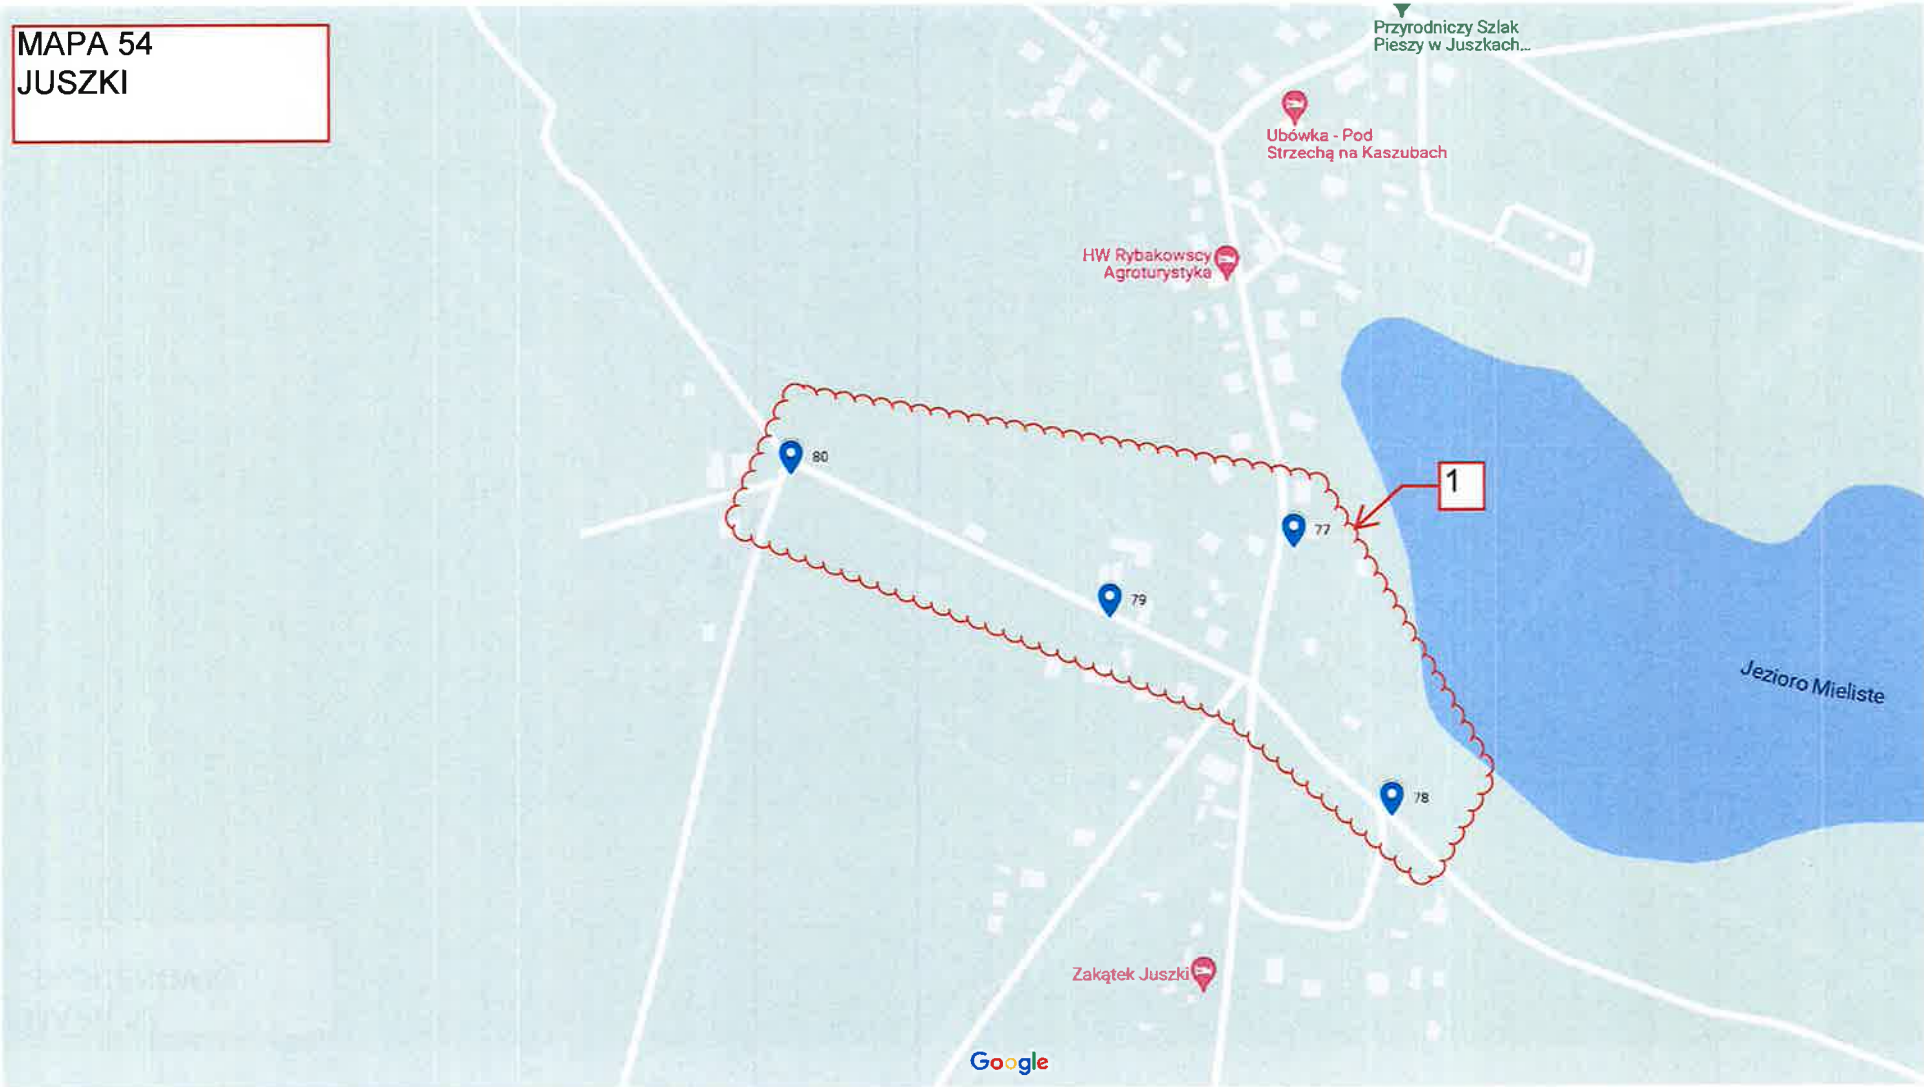 MAPA 54
JUSZKI
Przyrodniczy Szlak
Pieszy w Juszkach...
Ubówka - Pod
Strzechą na Kaszubach
HW Rybakowscy
Agroturystyka
80
1
77
79
Jezioro Mieliste
78
Zakątek Juszki
Google